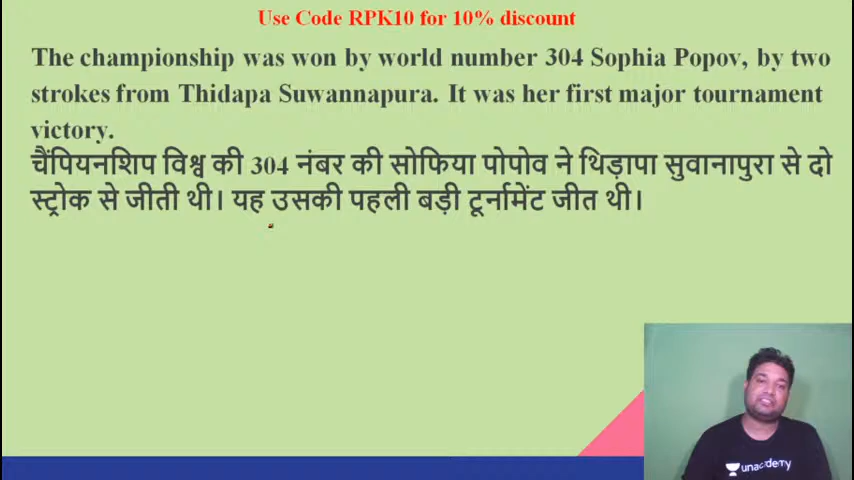 Use Code RPK10 for 10% discount
The championship was won by world number 304 Sophia Popov, by two
strokes from Thidapa Suwannapura. It was her first major tournament
victory.
चैंपियनशिप विश्व की 304 नंबर की सोफिया पोपोव ने थिड़ापा सुवानापुरा से दो
स्ट्रोक से जीती थी। यह उसकी पहली बड़ी टूर्नामेंट जीत थी।
unacademy